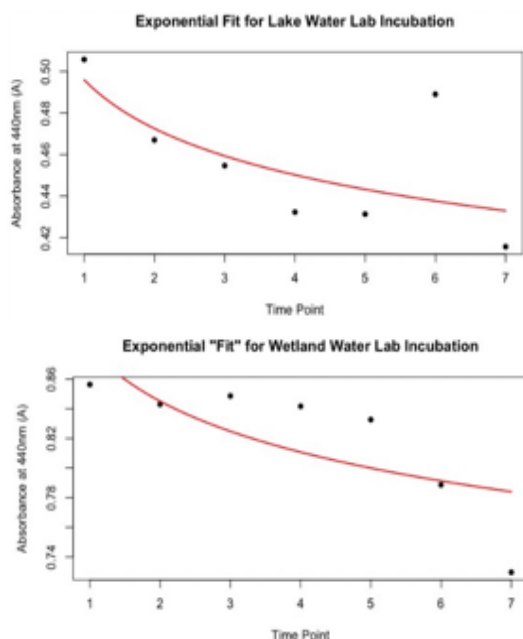 Exponential Fit for Lake Water Lab Incubation
Absorbance at 440nm (A)
0.50
0.48
0.46
0.44
0.42
1 2 3 4 5 6 7
Time Point
Exponential "Fit" for Wetland Water Lab Incubation
Absorbance at 440nm (A)
0.86
0.82
0.78
0.74
1 2 3 4 5 6 7
Time Point